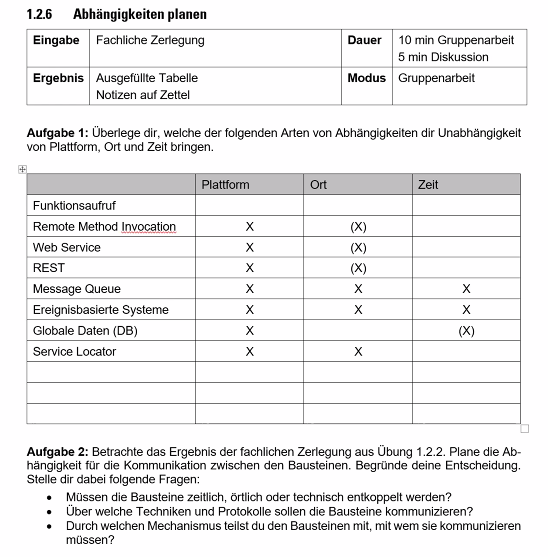 1.2.6 Abhängigkeiten planen
Eingabe Fachliche Zerlegung Dauer 10 min Gruppenarbeit
5 min Diskussion
Ergebnis Ausgefüllte Tabelle Modus Gruppenarbeit
Notizen auf Zettel
Aufgabe 1: Überlege dir, welche der folgenden Arten von Abhängigkeiten dir Unabhängigkeit
von Plattform, Ort und Zeit bringen.
Plattform Ort Zeit
Funktionsaufruf
Remote Method Invocation X (X)
Web Service X (X)
REST X (X)
Message Queue X X X
Ereignisbasierte Systeme X X X
Globale Daten (DB) X (X)
Service Locator X X
Aufgabe 2: Betrachte das Ergebnis der fachlichen Zerlegung aus Übung 1.2.2. Plane die Ab-
hängigkeit für die Kommunikation zwischen den Bausteinen. Begründe deine Entscheidung.
Stelle dir dabei folgende Fragen:
• Müssen die Bausteine zeitlich, örtlich oder technisch entkoppelt werden?
• Über welche Techniken und Protokolle sollen die Bausteine kommunizieren?
• Durch welchen Mechanismus teilst du den Bausteinen mit, mit wem sie kommunizieren
müssen?